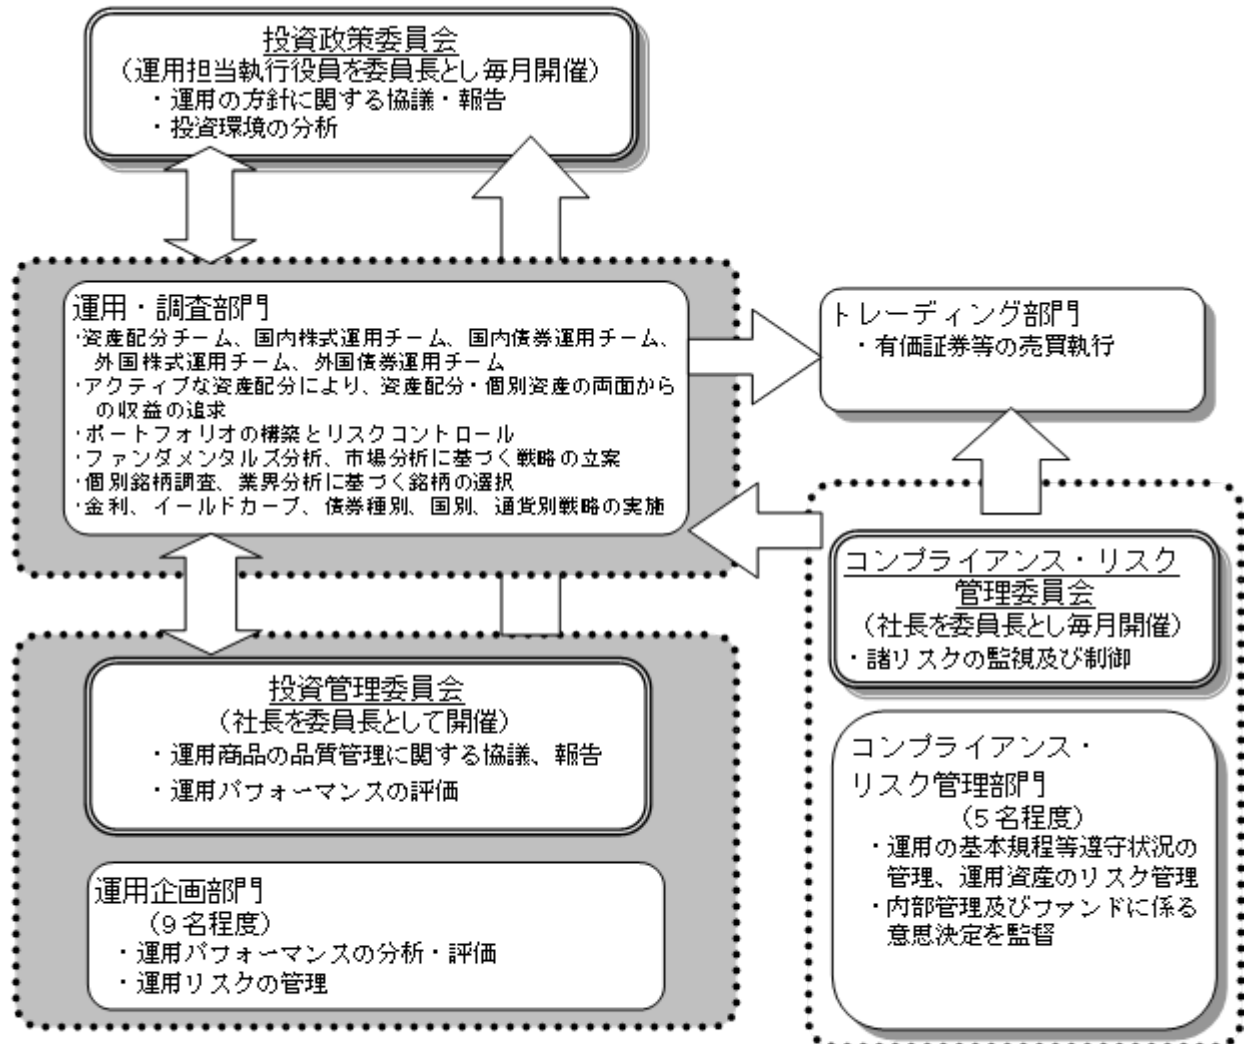 投資政策委員会
（運用担当執行役員を委員長とし毎月開催）
・運用の方針に関する協議・報告
・投資環境の分析
運用・調査部門
・資産配分チーム、国内株式運用チーム、国内債券運用チーム、
外国株式運用チーム、外国債券運用チーム
・アクティブな資産配分により、資産配分・個別資産の両面から
の収益の追求
・ポートフォリオの構築とリスクコントロール
・ファンダメンタルズ分析、市場分析に基づく戦略の立案
・個別銘柄調査、業界分析に基づく銘柄の選択
・金利、イールドカーブ、債券種別、国別、通貨別戦略の実施
トレーディング部門
・有価証券等の売買執行
コンプライアンス・リスク
管理委員会
（社長を委員長とし毎月開催）
・諸リスクの監視及び制御
投資管理委員会
（社長を委員長として開催）
・運用商品の品質管理に関する協議、報告
・運用パフォーマンスの評価
運用企画部門
（９名程度）
・運用パフォーマンスの分析・評価
・運用リスクの管理
コンプライアンス・
リスク管理部門
（５名程度）
・運用の基本規程等遵守状況の
管理、運用資産のリスク管理
・内部管理及びファンドに係る
意思決定を監督